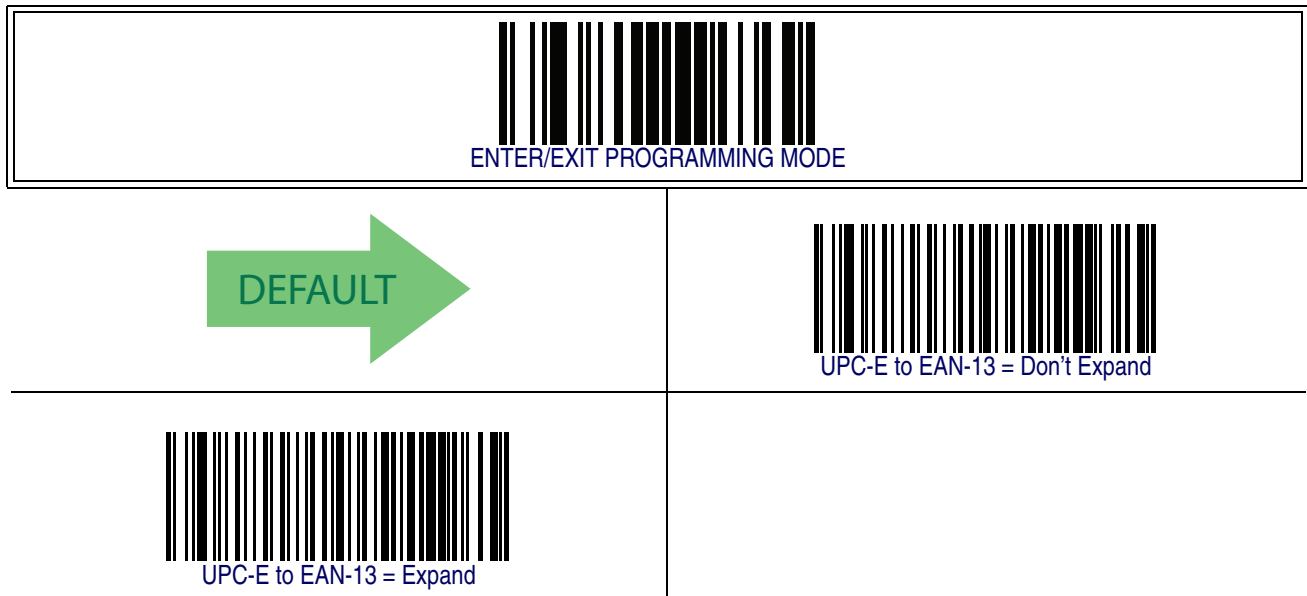 ENTER/EXIT PROGRAMMING MODE
DEFAULT
UPC-E to EAN-13 = Don't Expand
UPC-E to EAN-13 = Expand